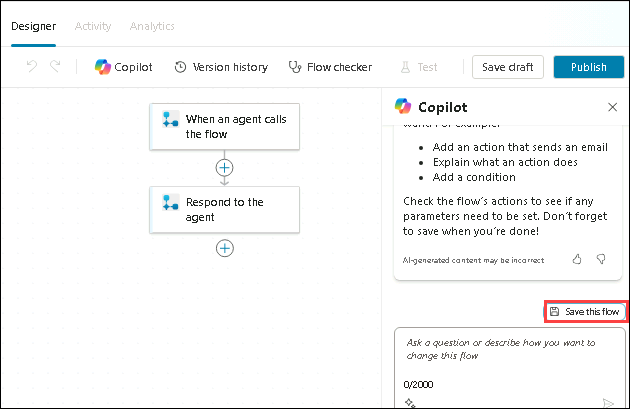 Designer Activity Analytics
Copilot Version history Flow checker Test Save draft Publish
When an agent calls
the flow
Respond to the
agent
Copilot
• Add an action that sends an email
• Explain what an action does
• Add a condition
Check the flow's actions to see if any
parameters need to be set. Don't forget
to save when you're done!
AI-generated content may be incorrect
Save this flow
Ask a question or describe how you want to
change this flow
0/2000